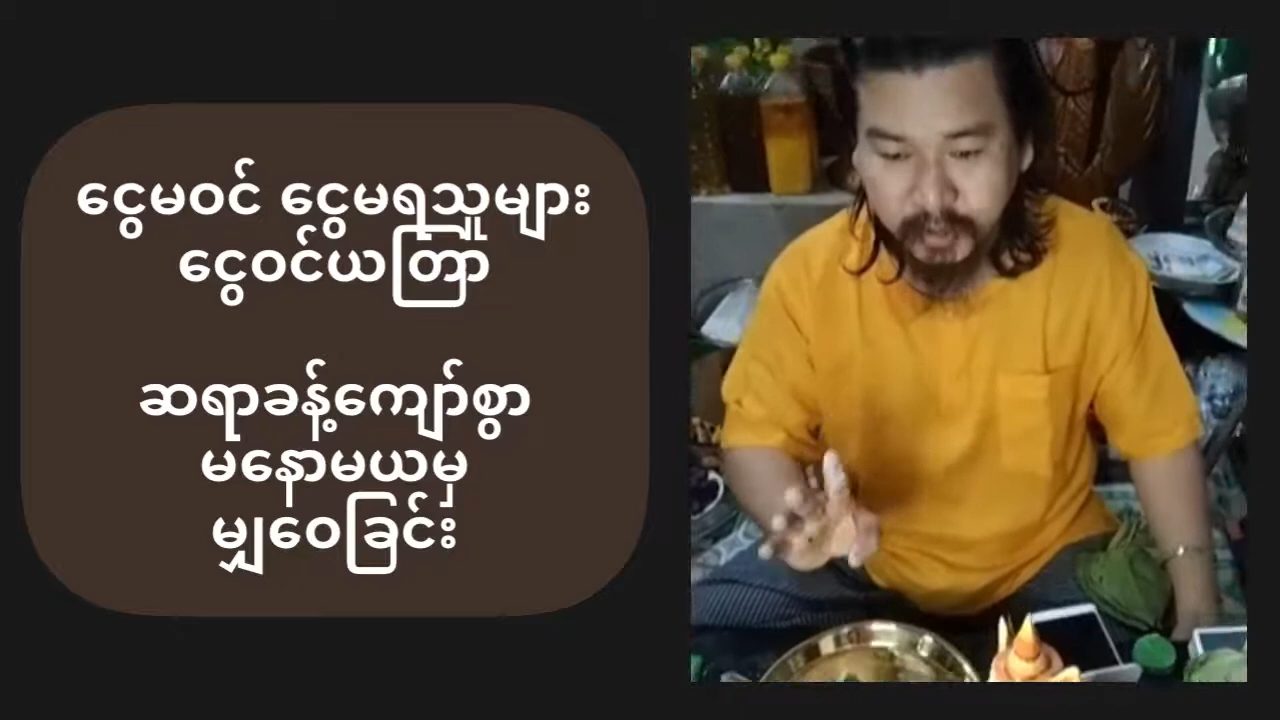 ငွေမဝင် ငွေမရသူများ
ငွေဝင်ယတြာ
ဆရာခန့်ကျော်စွာ
မနောမယမှ
မျှဝေခြင်း